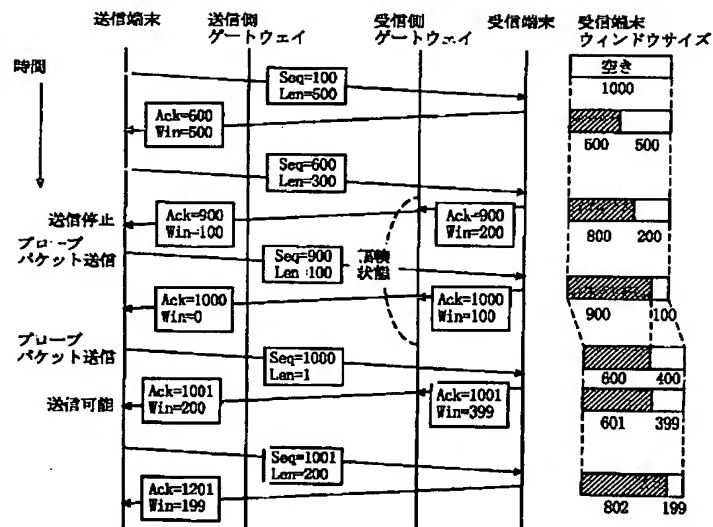 送信端末
送信側
ゲートウェイ
受信側
ゲートウェイ
受信端末
受信端末
ウィンドウサイズ
時間
Seq=100
Len=500
空き
1000
Ack=600
Win=500
500 500
Seq=600
Len=300
送信停止
Ack=900
Win=100
Ack=900
Win=200
800 200
プローブ
パケット送信
Seq=900
Len=100
状態
Ack=1000
Win=0
Ack=1000
Win=100
900 100
プローブ
パケット送信
Seq=1000
Len=1
600 400
送信可能
Ack=1001
Win=200
Ack=1001
Win=399
601 399
Seq=1001
Len=200
Ack=1201
Win=199
802 199